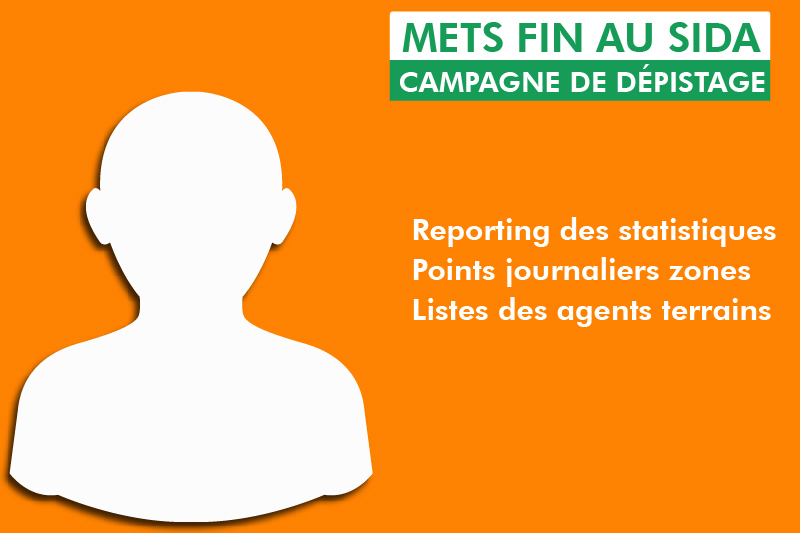 METS FIN AU SIDA
CAMPAGNE DE DÉPISTAGE
Reporting des statistiques
Points journaliers zones
Listes des agents terrains